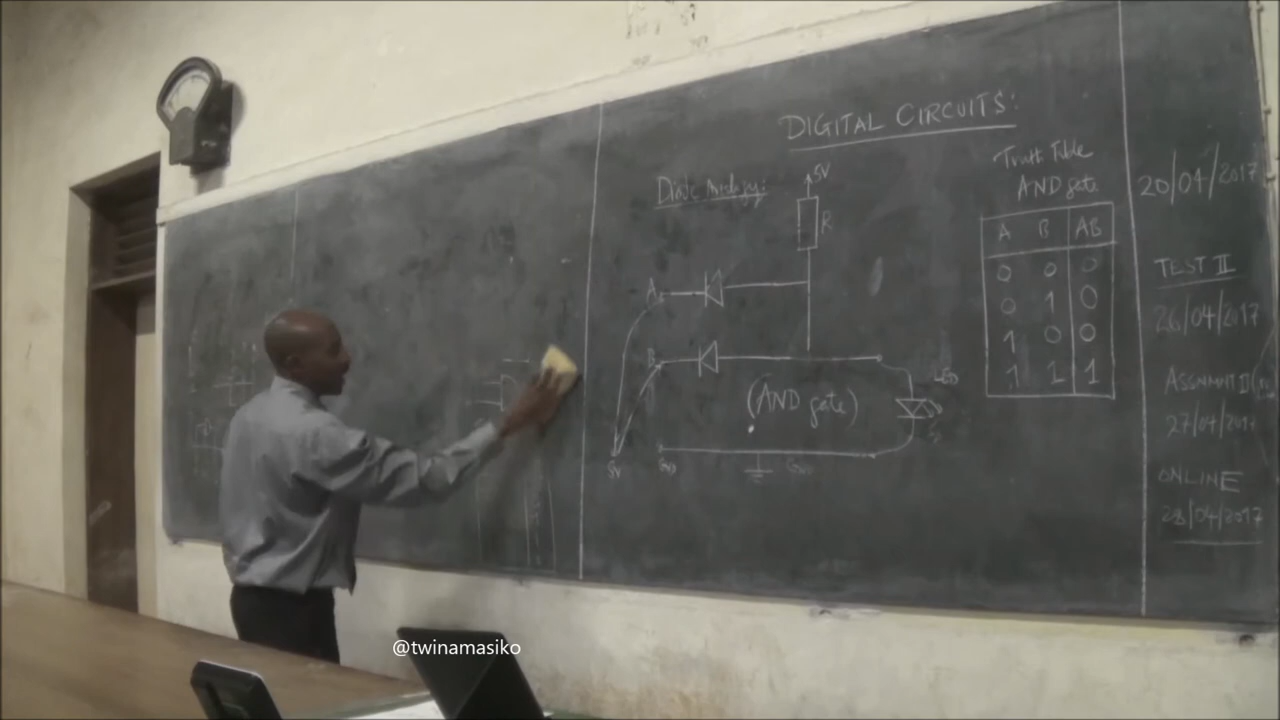 DIGITAL CIRCUITS:
Diode Analogy:
5V
R
A
B
5V
GND
(AND gate)
LED
Truth Table
AND gate
A B AB
0 0 0
0 1 0
1 0 0
1 1 1
20/04/2017
TEST II
26/04/2017
ASSNMNT II
27/04/2017
ONLINE
28/04/2017
@twinamasiko